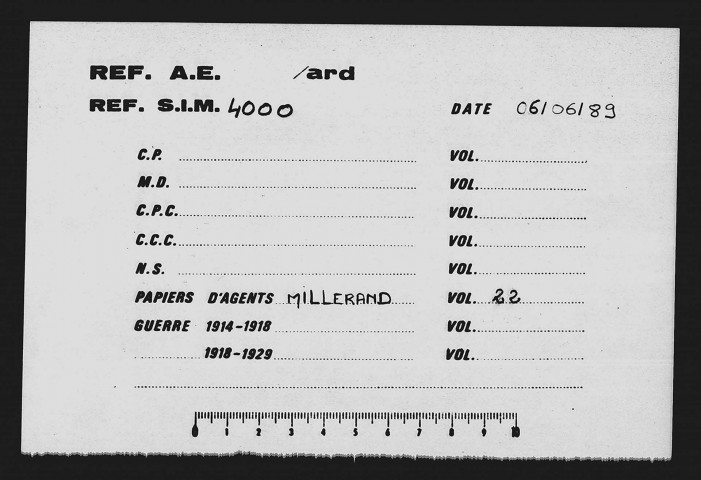 REF. A.E. /ard
REF. S.I.M. 4000 DATE 06/06/89
C.P. VOL.
M.D. VOL.
C.P.C. VOL.
C.C.C. VOL.
N.S. VOL.
PAPIERS D'AGENTS MILLERAND VOL. 22
GUERRE 1914-1918 VOL.
1918-1929 VOL.
0 1 2 3 4 5 6 7 8 9 10